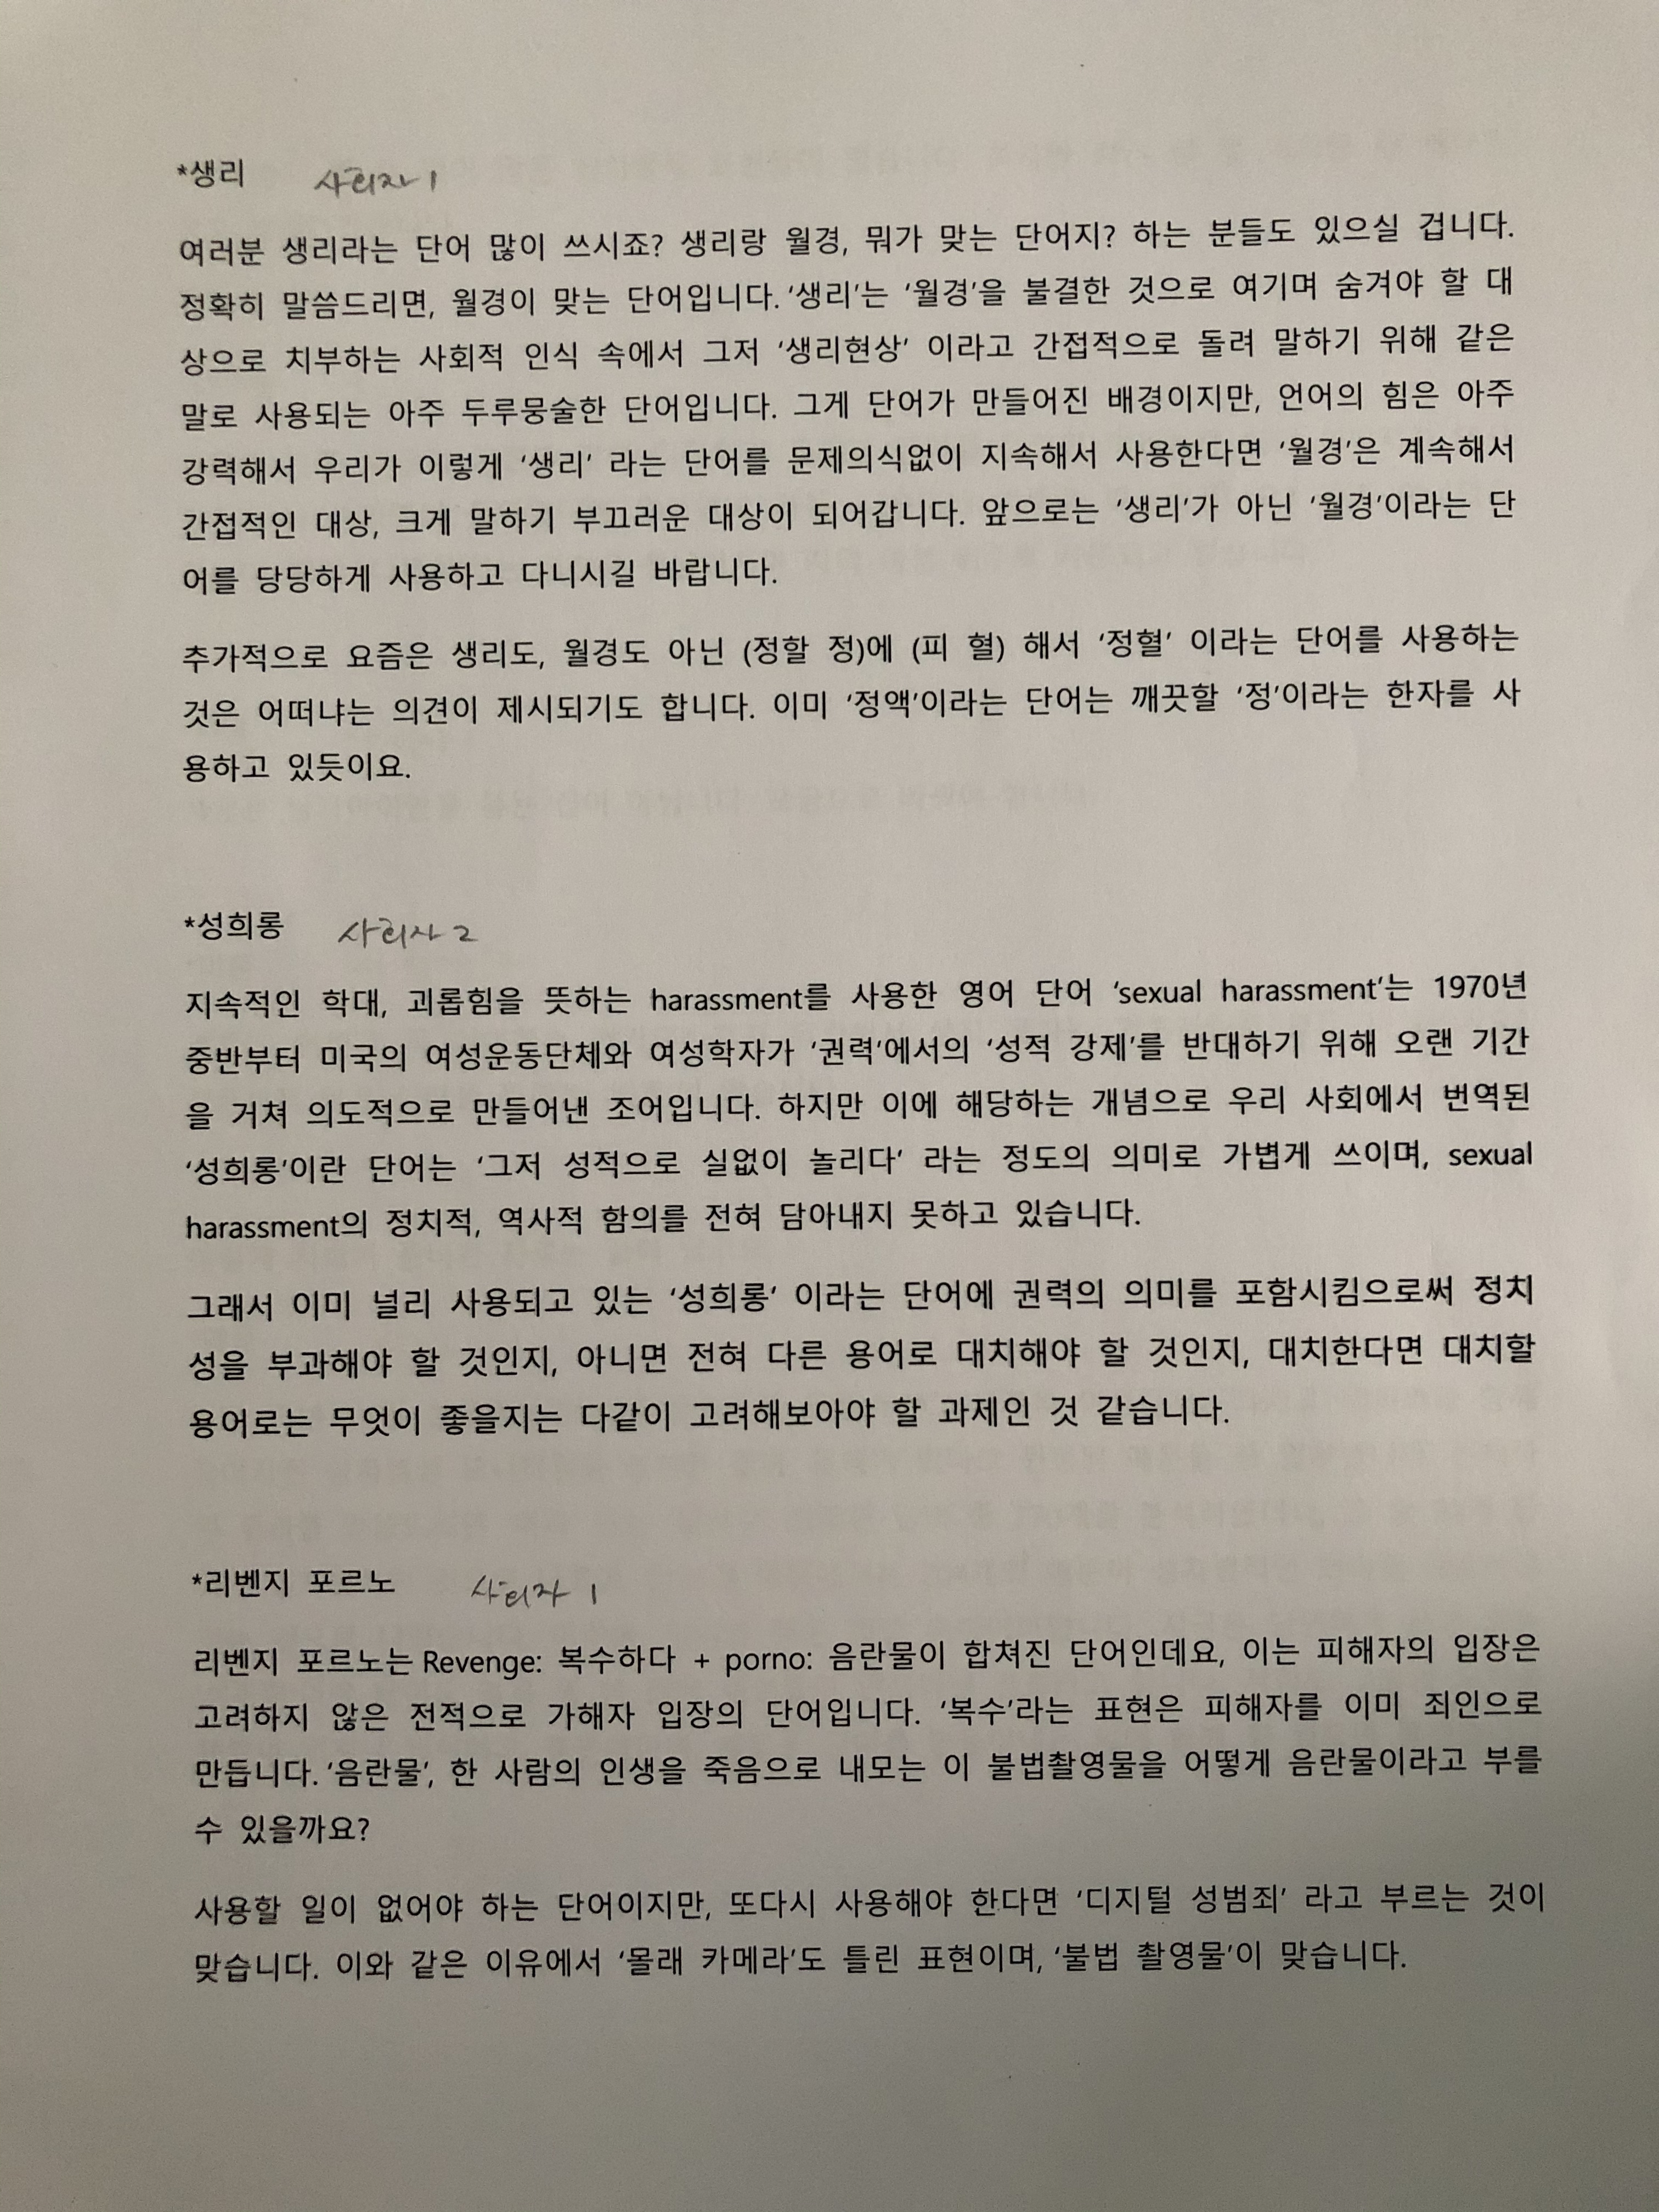 *생리 사회자 1
여러분 생리라는 단어 많이 쓰시죠? 생리랑 월경, 뭐가 맞는 단어지? 하는 분들도 있으실 겁니다.
정확히 말씀드리면, 월경이 맞는 단어입니다. ‘생리’는 ‘월경’을 불결한 것으로 여기며 숨겨야 할 대
상으로 치부하는 사회적 인식 속에서 그저 ‘생리현상’ 이라고 간접적으로 돌려 말하기 위해 같은
말로 사용되는 아주 두루뭉술한 단어입니다. 그게 단어가 만들어진 배경이지만, 언어의 힘은 아주
강력해서 우리가 이렇게 ‘생리’ 라는 단어를 문제의식없이 지속해서 사용한다면 ‘월경’은 계속해서
간접적인 대상, 크게 말하기 부끄러운 대상이 되어갑니다. 앞으로는 ‘생리’가 아닌 ‘월경’이라는 단
어를 당당하게 사용하고 다니시길 바랍니다.
추가적으로 요즘은 생리도, 월경도 아닌 (정할 정)에 (피 혈) 해서 ‘정혈’ 이라는 단어를 사용하는
것은 어떠냐는 의견이 제시되기도 합니다. 이미 ‘정액’이라는 단어는 깨끗할 ‘정’이라는 한자를 사
용하고 있듯이요.
*성희롱 사회자 2
지속적인 학대, 괴롭힘을 뜻하는 harassment를 사용한 영어 단어 ‘sexual harassment’는 1970년
중반부터 미국의 여성운동단체와 여성학자가 ‘권력’에서의 ‘성적 강제’를 반대하기 위해 오랜 기간
을 거쳐 의도적으로 만들어낸 조어입니다. 하지만 이에 해당하는 개념으로 우리 사회에서 번역된
‘성희롱’이란 단어는 ‘그저 성적으로 실없이 놀리다‘ 라는 정도의 의미로 가볍게 쓰이며, sexual
harassment의 정치적, 역사적 함의를 전혀 담아내지 못하고 있습니다.
그래서 이미 널리 사용되고 있는 ‘성희롱’ 이라는 단어에 권력의 의미를 포함시킴으로써 정치
성을 부과해야 할 것인지, 아니면 전혀 다른 용어로 대치해야 할 것인지, 대치한다면 대치할
용어로는 무엇이 좋을지는 다같이 고려해보아야 할 과제인 것 같습니다.
*리벤지 포르노 사회자 1
리벤지 포르노는 Revenge: 복수하다 + porno: 음란물이 합쳐진 단어인데요, 이는 피해자의 입장은
고려하지 않은 전적으로 가해자 입장의 단어입니다. ‘복수’라는 표현은 피해자를 이미 죄인으로
만듭니다. ‘음란물’, 한 사람의 인생을 죽음으로 내모는 이 불법촬영물을 어떻게 음란물이라고 부를
수 있을까요?
사용할 일이 없어야 하는 단어이지만, 또다시 사용해야 한다면 ‘디지털 성범죄’ 라고 부르는 것이
맞습니다. 이와 같은 이유에서 ‘몰래 카메라’도 틀린 표현이며, ‘불법 촬영물’이 맞습니다.